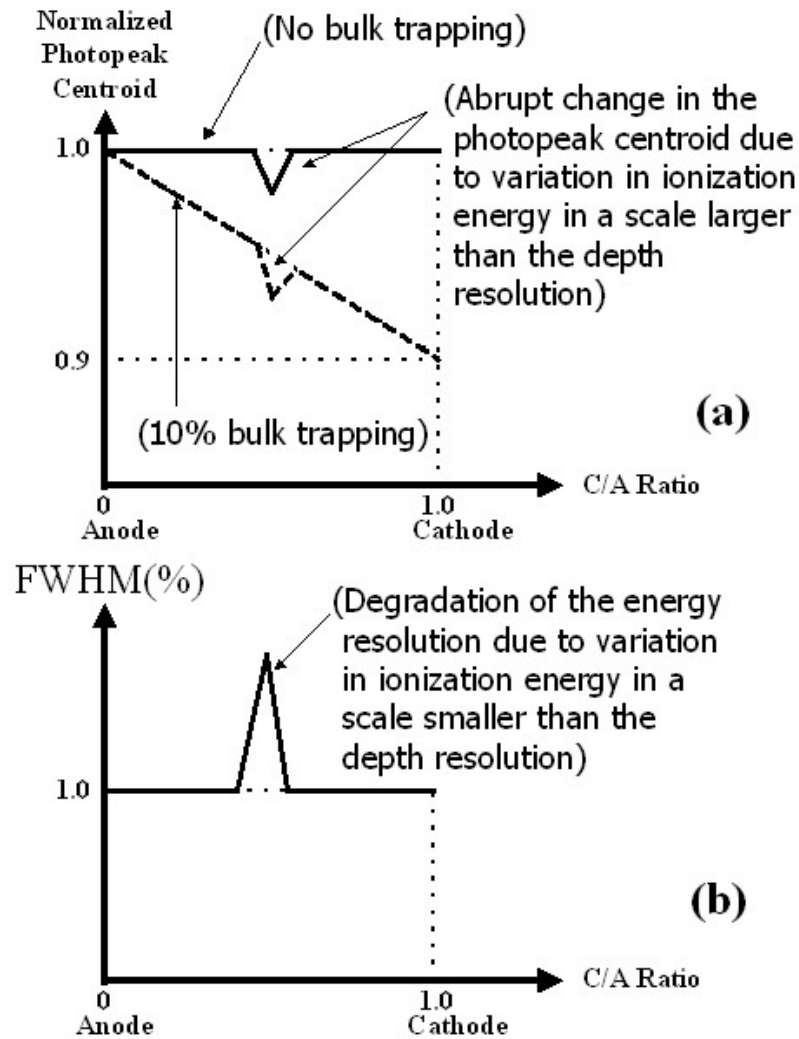 Normalized
Photopeak
Centroid
(No bulk trapping)
(Abrupt change in the
photopeak centroid due
to variation in ionization
energy in a scale larger
than the depth
resolution)
1.0
0.9
(10% bulk trapping)
(a)
0
1.0
C/A Ratio
Anode
Cathode
FWHM(%)
(Degradation of the energy
resolution due to variation
in ionization energy in a
scale smaller than the
depth resolution)
1.0
(b)
0
1.0
C/A Ratio
Anode
Cathode